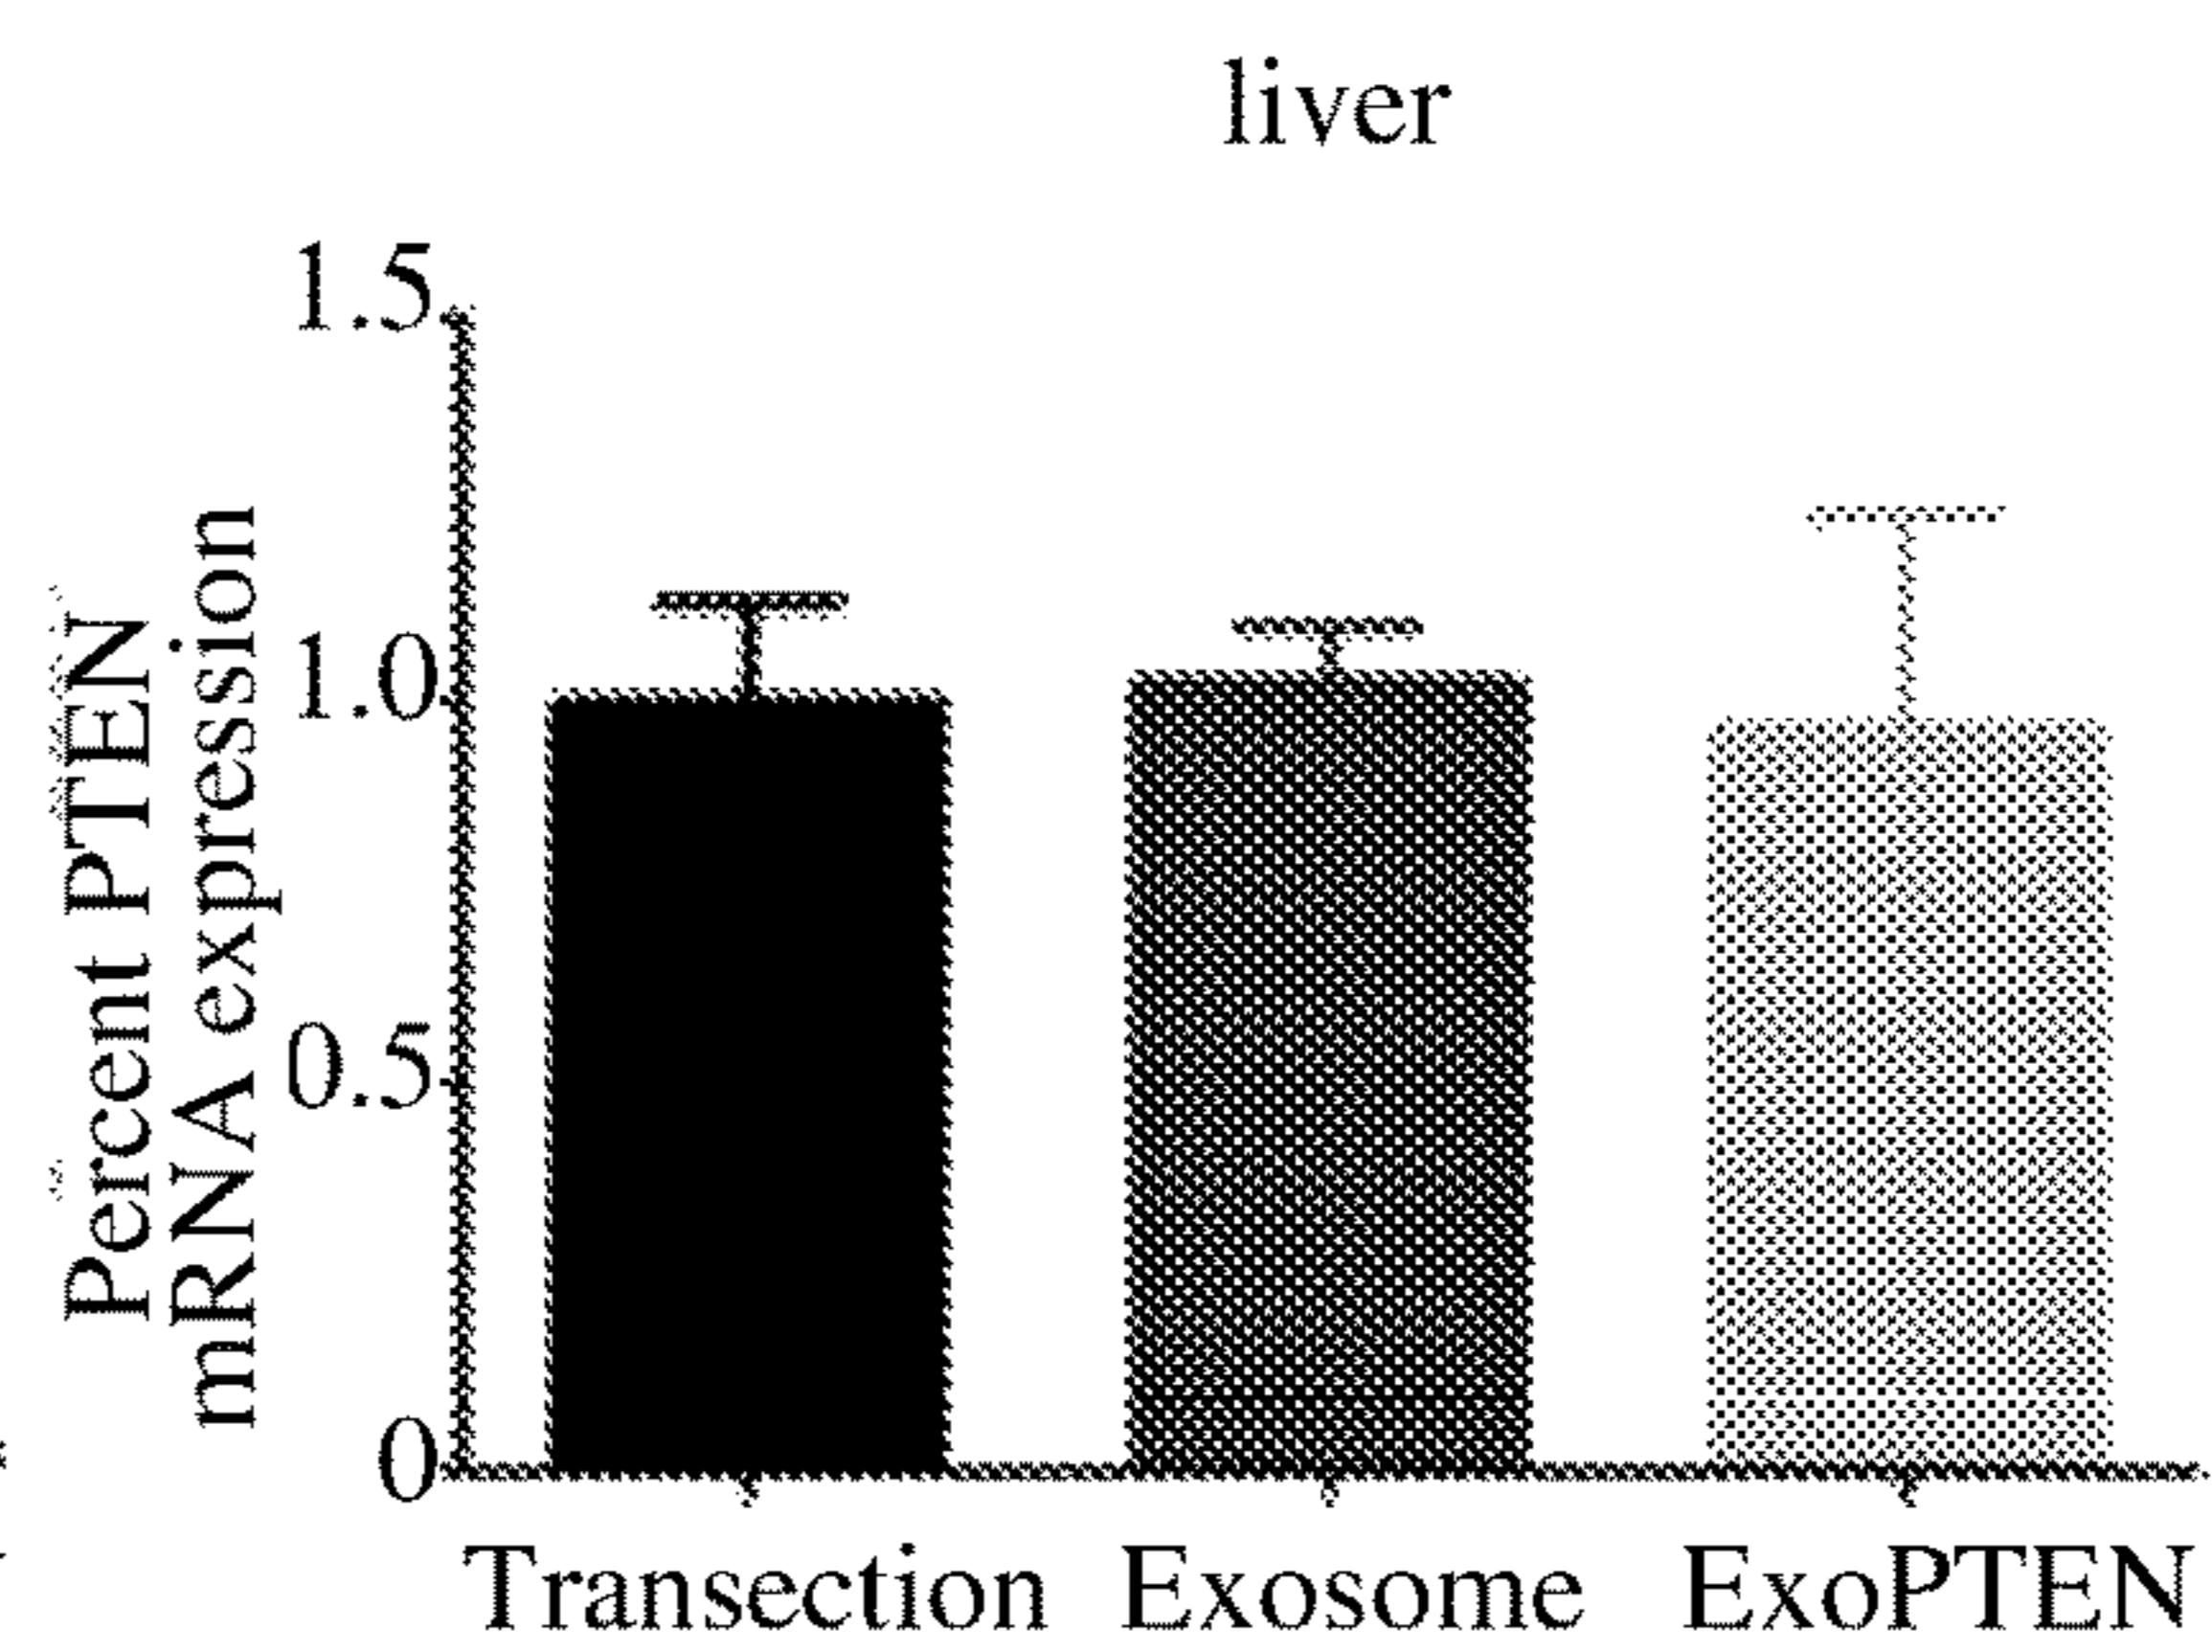 liver
Percent PTEN
mRNA expression
1.5
1.0
0.5
0
Transection Exosome ExoPTEN